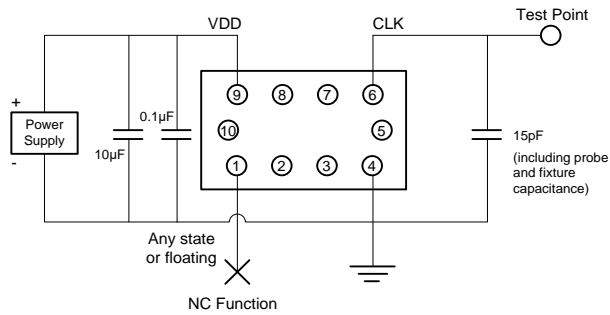 VDD
CLK
Test Point
+
Power
Supply
-
10µF
0.1µF
9
8
7
6
10
5
1
2
3
4
15pF
(including probe
and fixture
capacitance)
Any state
or floating
NC Function